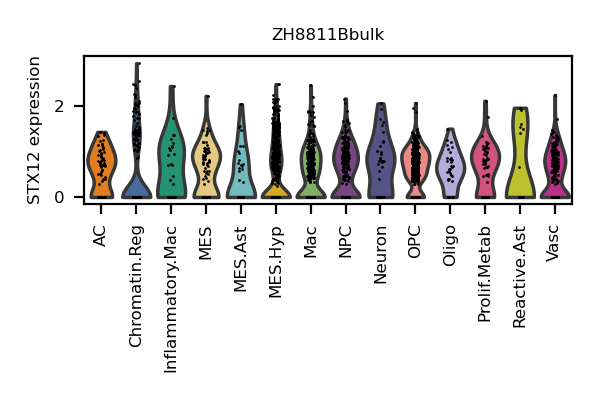 ZH8811Bbulk
STX12 expression
2
0
AC
Chromatin.Reg
Inflammatory.Mac
MES
MES.Ast
MES.Hyp
Mac
NPC
Neuron
OPC
Oligo
Prolif.Metab
Reactive.Ast
Vasc